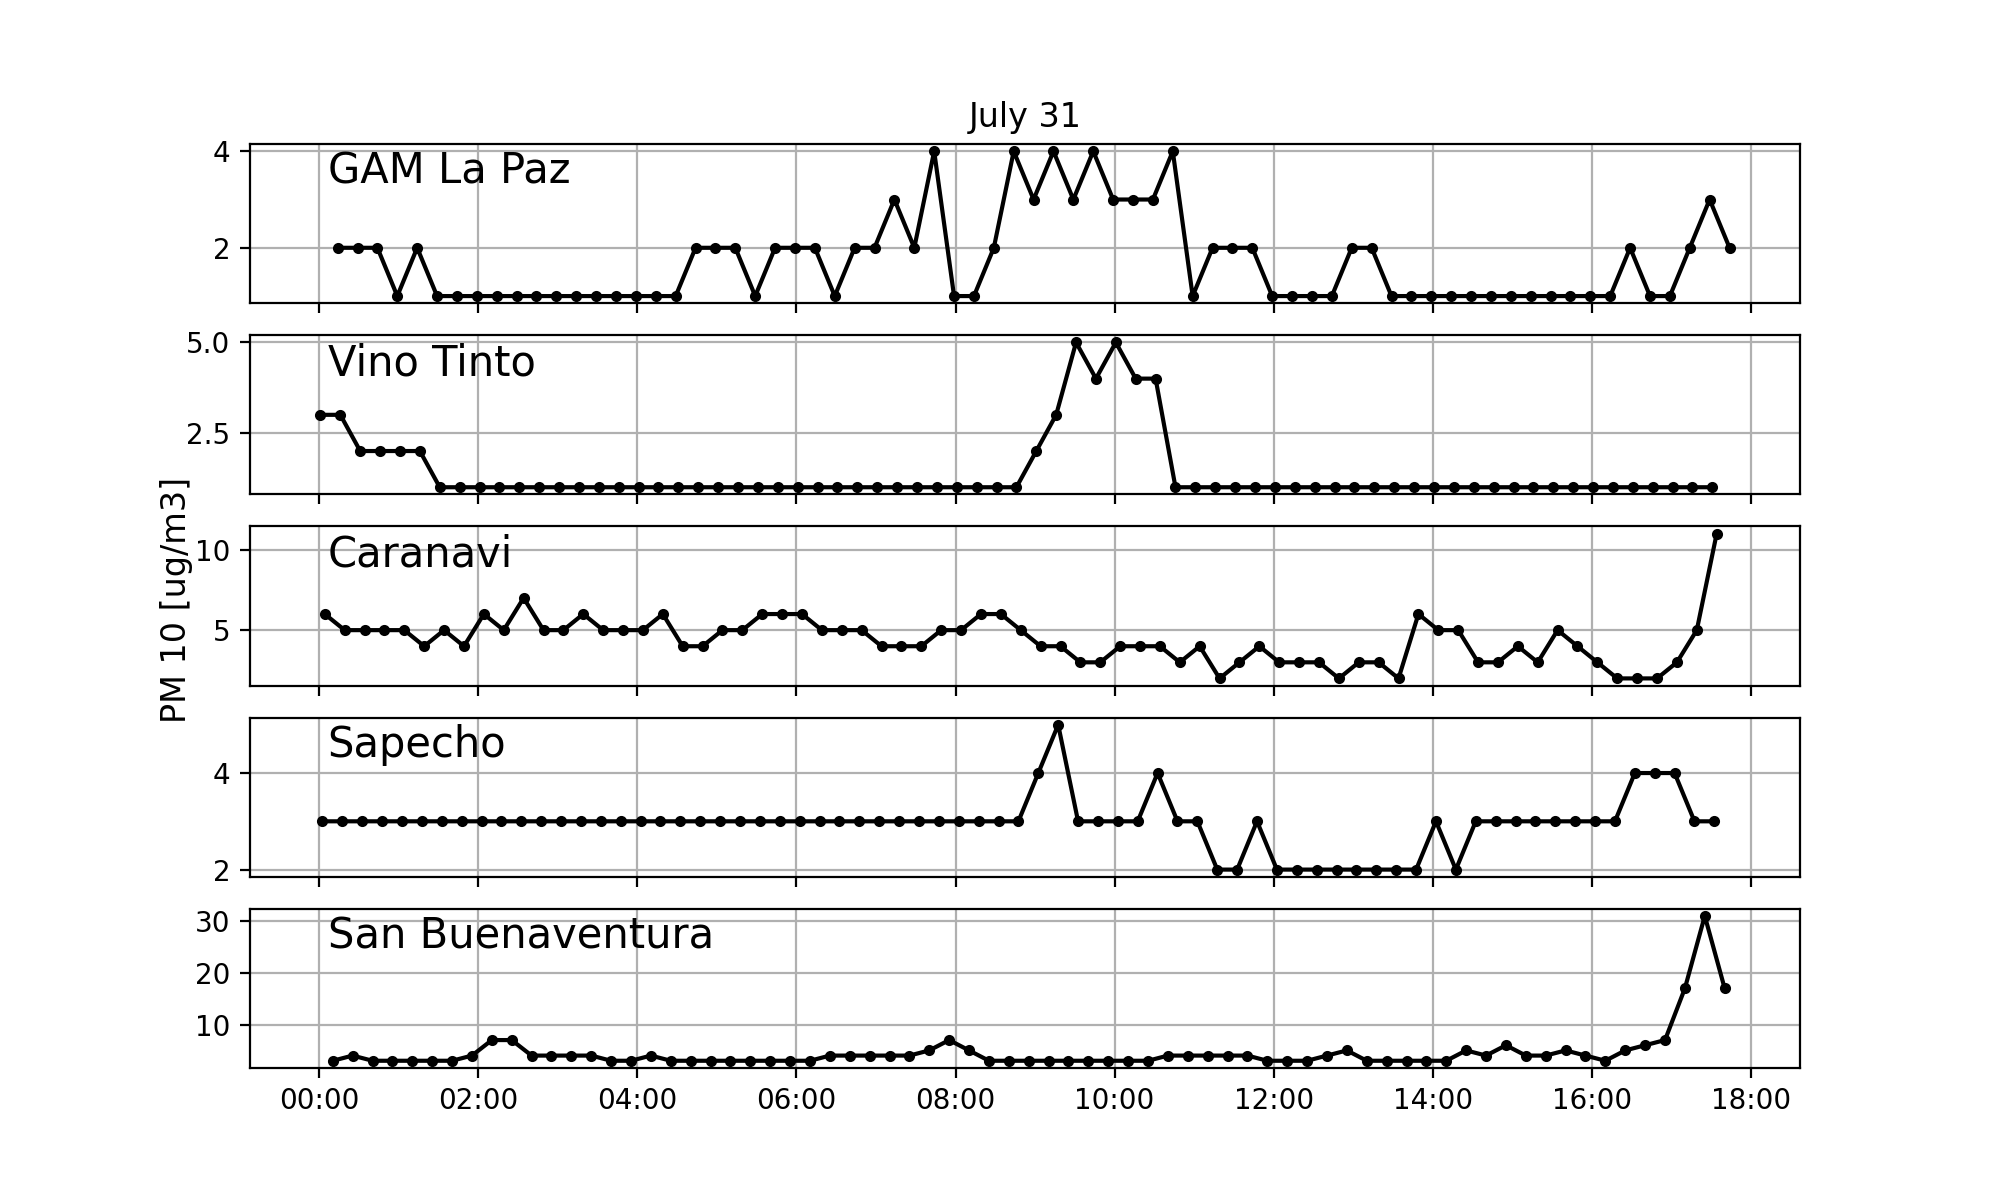 July 31
4
GAM La Paz
2
5.0
Vino Tinto
2.5
PM 10 [ug/m3]
10
Caranavi
5
Sapecho
4
2
30
San Buenaventura
20
10
00:00 02:00 04:00 06:00 08:00 10:00 12:00 14:00 16:00 18:00